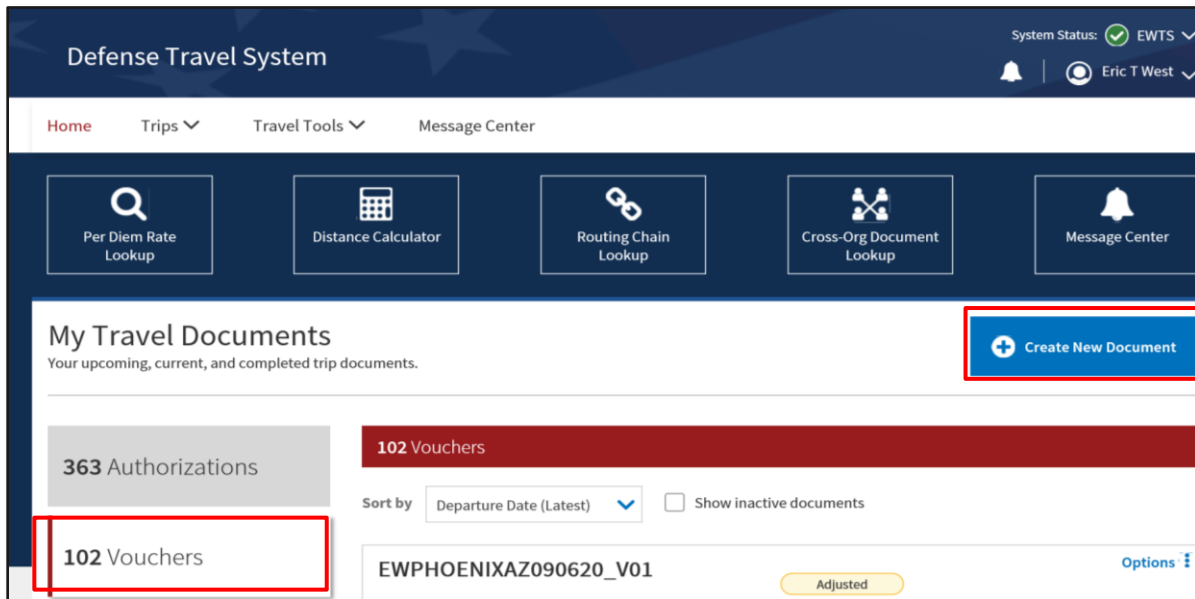 System Status: EWTS
Defense Travel System
Eric T West
Home Trips Travel Tools Message Center
Per Diem Rate
Lookup
Distance Calculator
Routing Chain
Lookup
Cross-Org Document
Lookup
Message Center
My Travel Documents
Your upcoming, current, and completed trip documents.
Create New Document
363 Authorizations
102 Vouchers
102 Vouchers
Sort by Departure Date (Latest) Show inactive documents
EWPHOENIXAZ090620_V01
Adjusted
Options